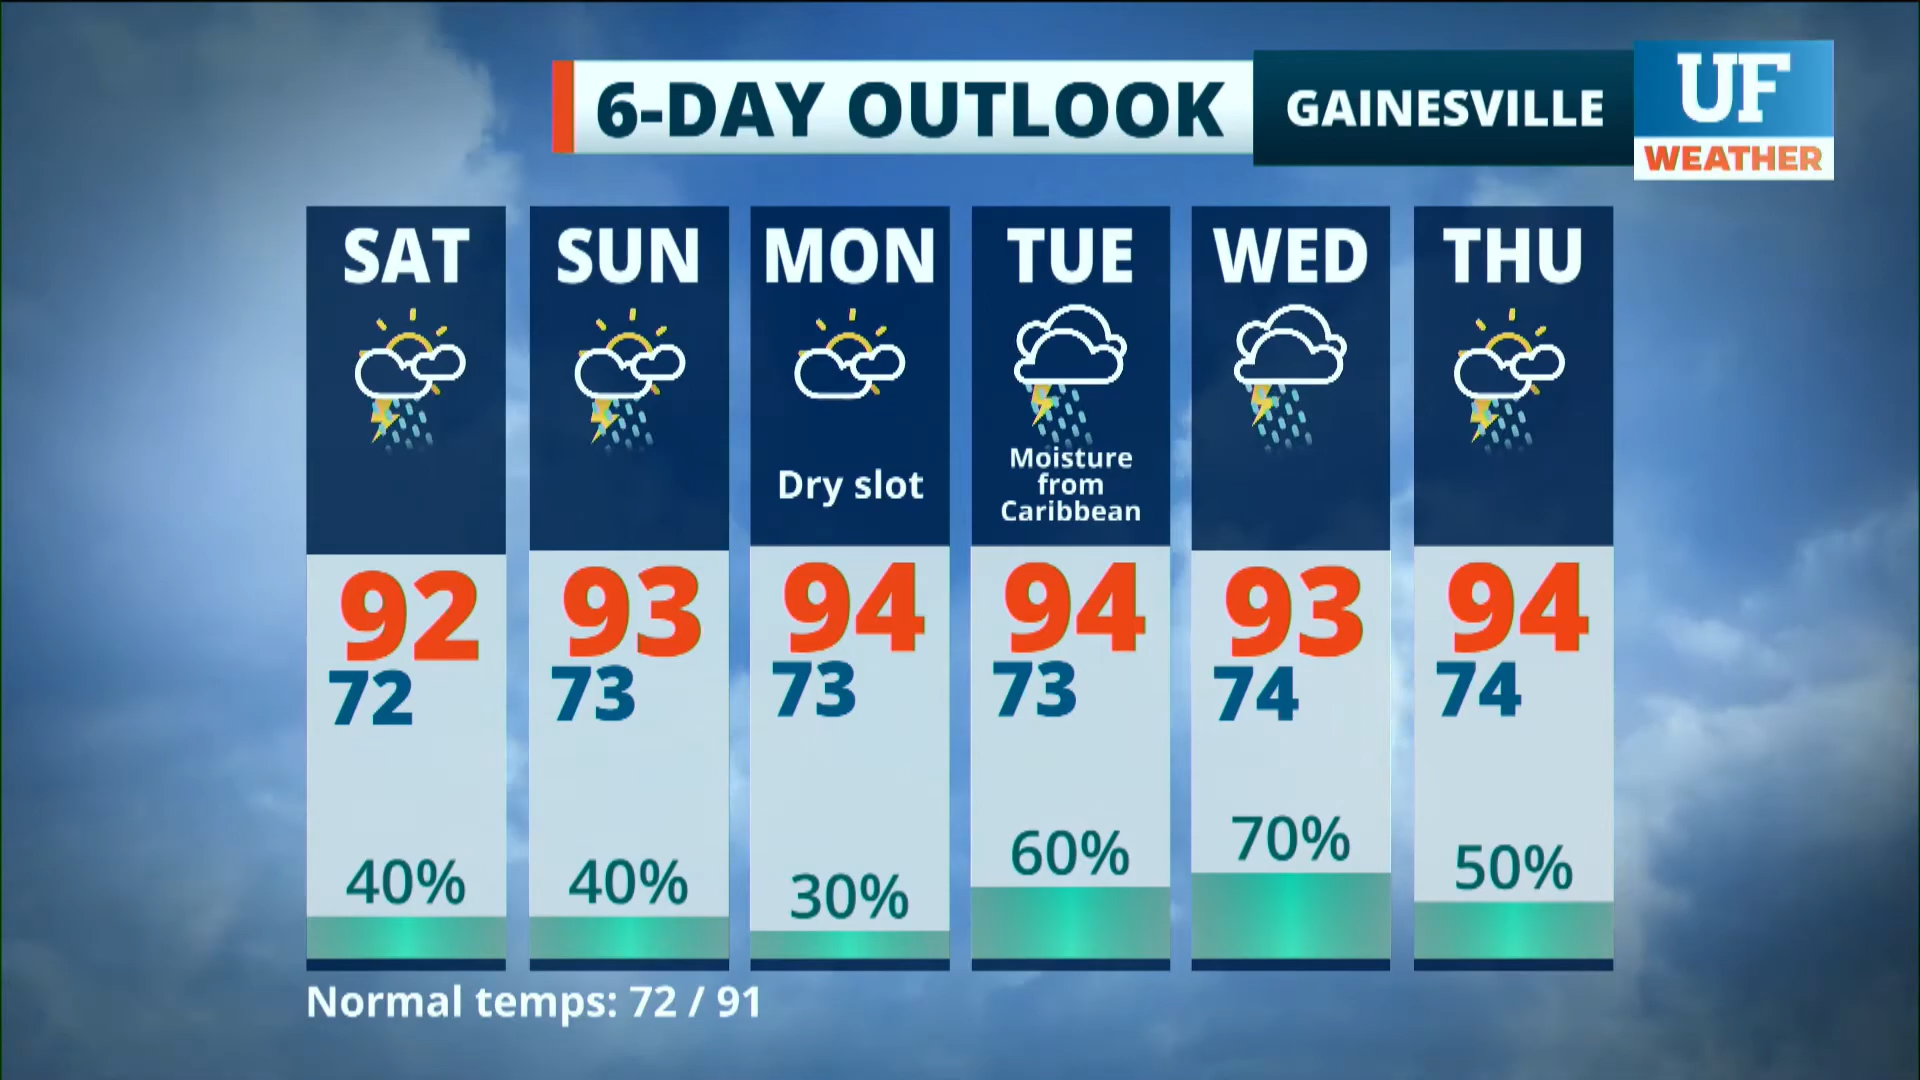 6-DAY OUTLOOK
GAINESVILLE
UF
WEATHER
SAT
SUN
MON
TUE
WED
THU
Dry slot
Moisture
from
Caribbean
92
93
94
94
93
94
72
73
73
73
74
74
40%
40%
30%
60%
70%
50%
Normal temps: 72 / 91